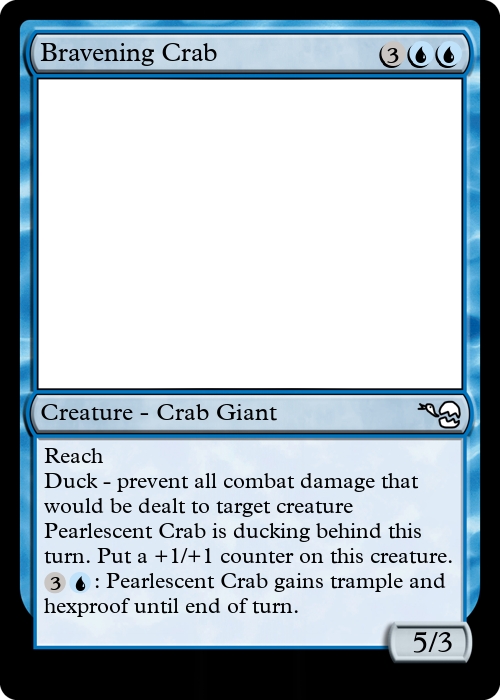 Bravening Crab 3
Creature - Crab Giant
Reach
Duck - prevent all combat damage that
would be dealt to target creature
Pearlescent Crab is ducking behind this
turn. Put a +1/+1 counter on this creature.
3 : Pearlescent Crab gains trample and
hexproof until end of turn.
5/3